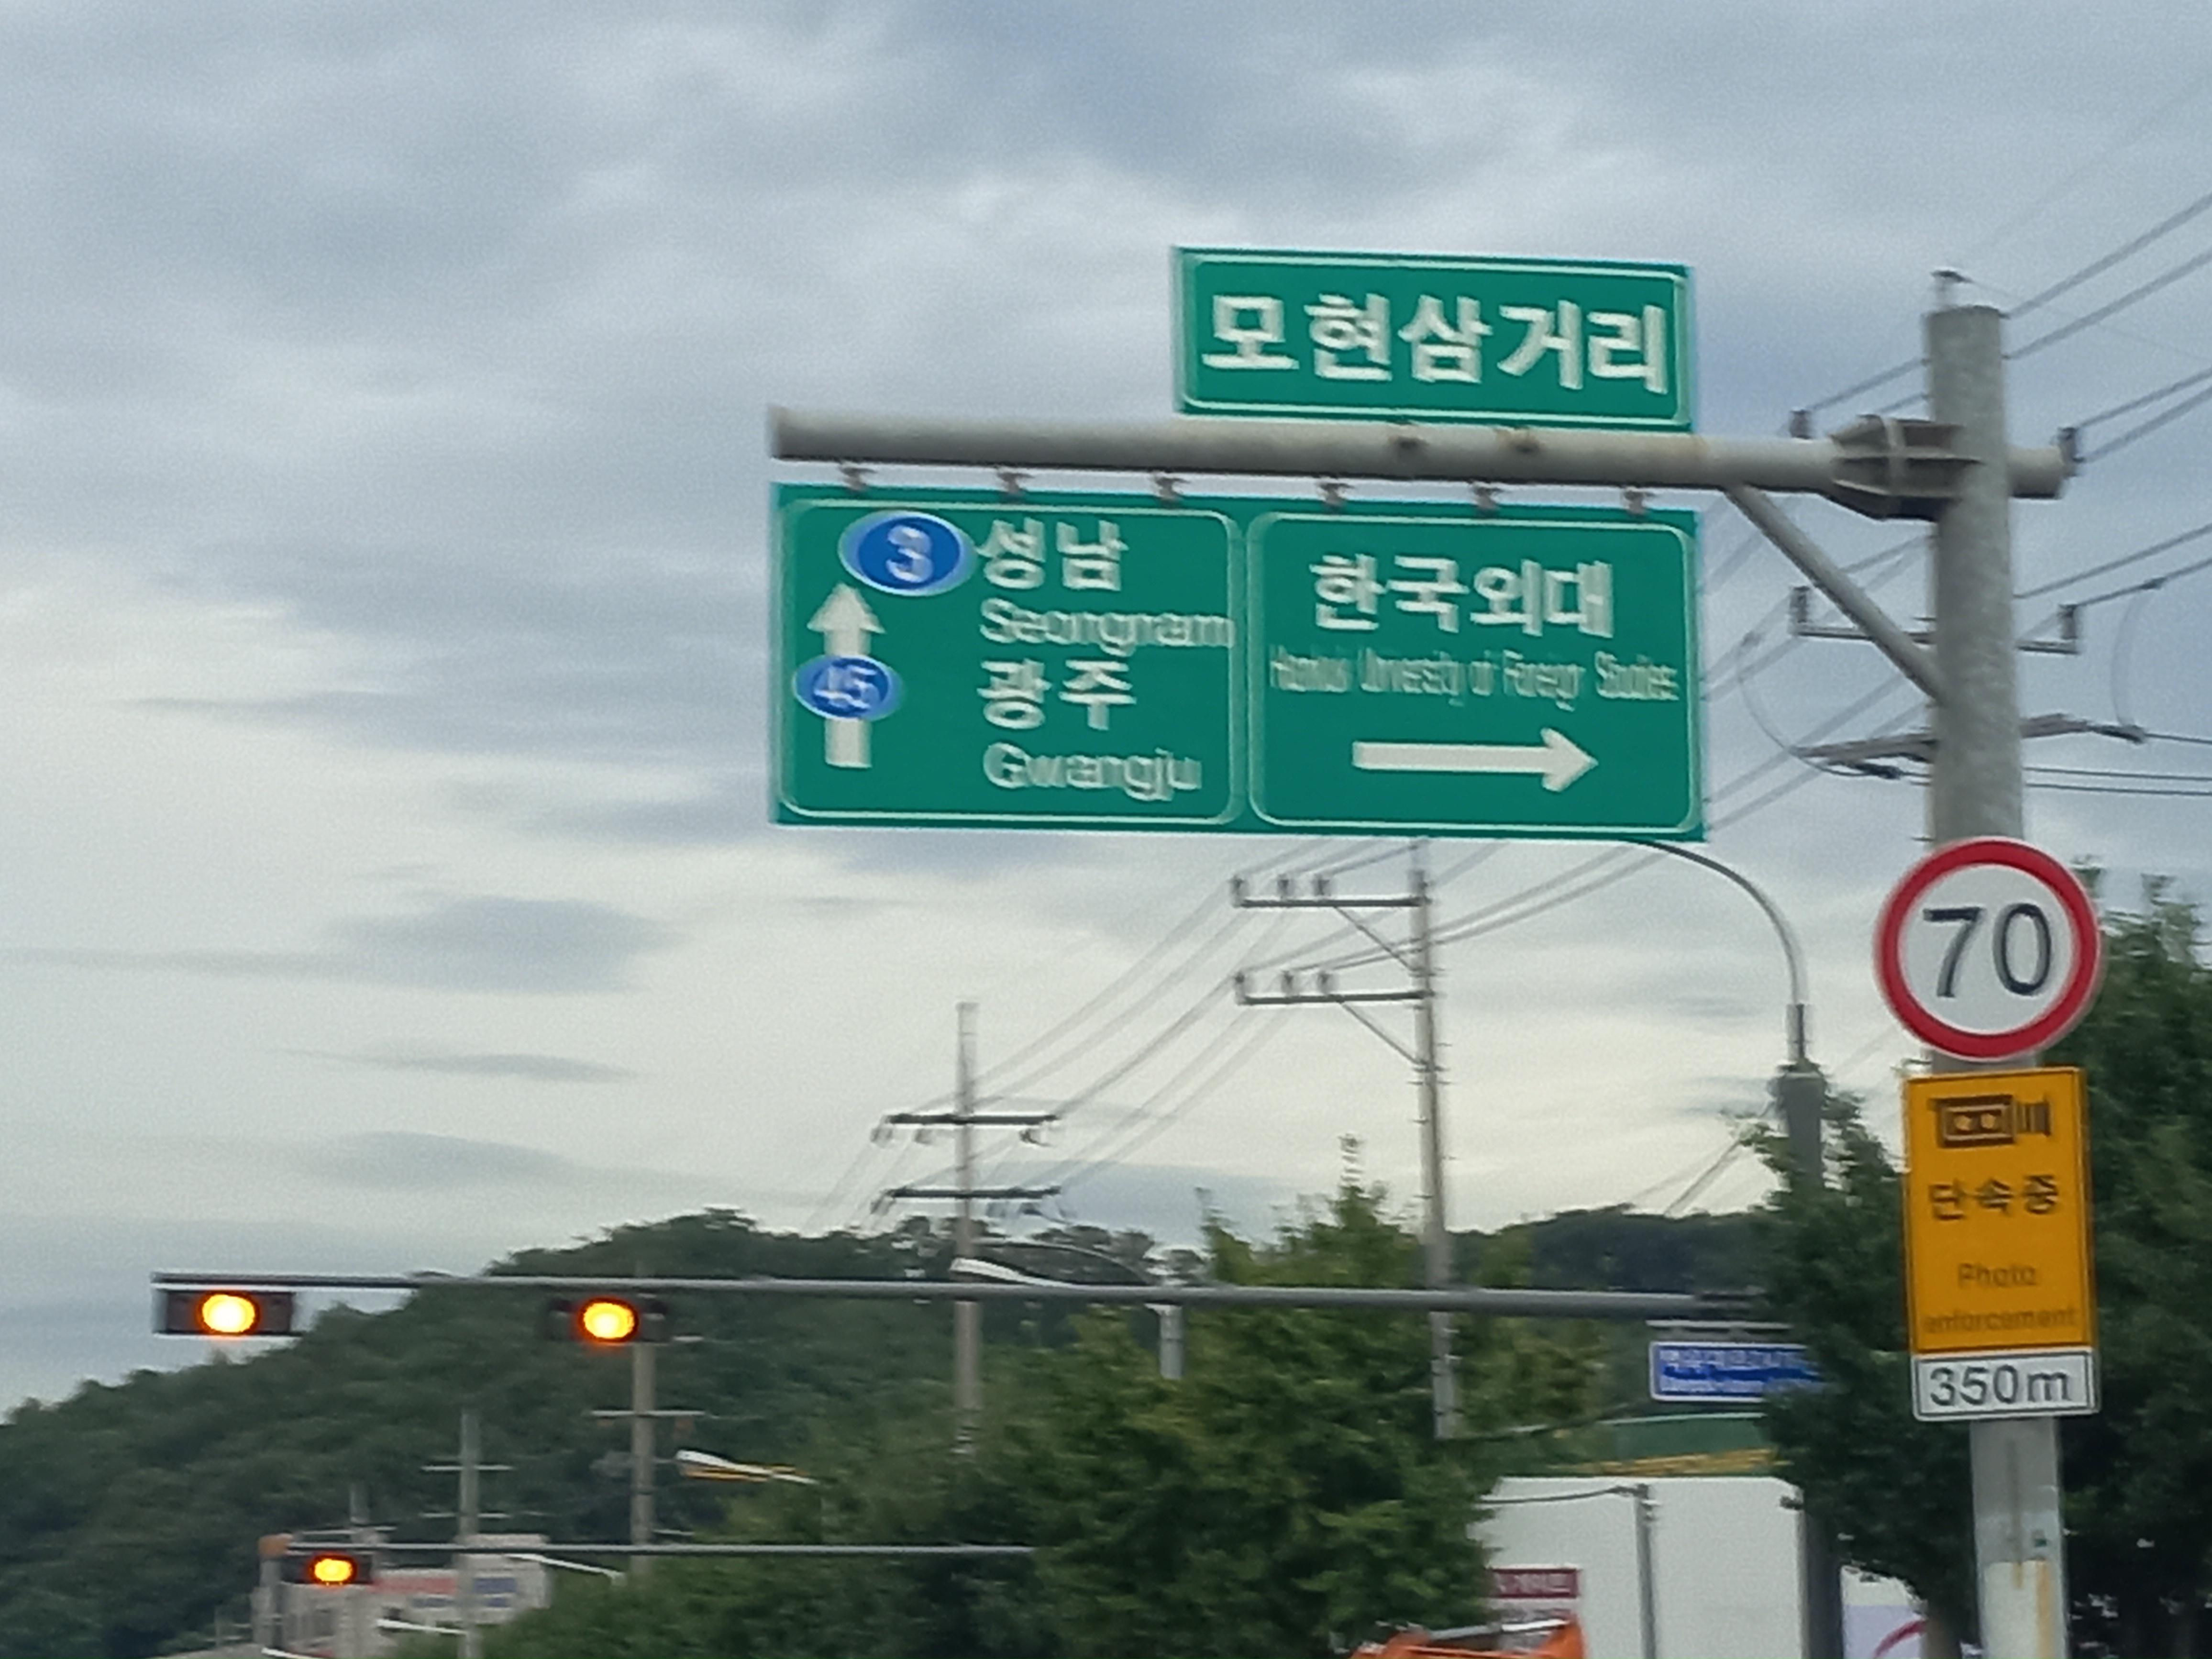 모현삼거리
3 성남
Seongnam
45 광주
Gwangju
한국외대
Hankuk University of Foreign Studies
70
단속중
Photo
enforcement
350m